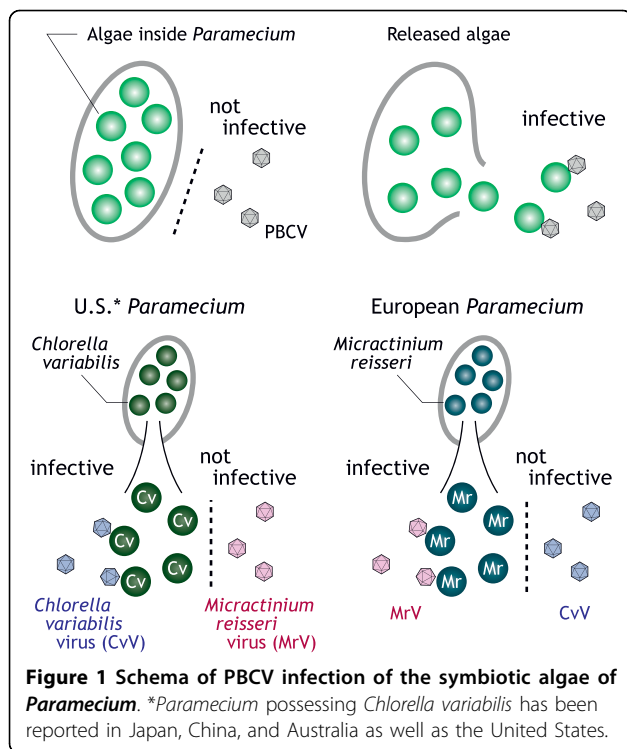 Algae inside Paramecium
Released algae
not
infective
infective
PBCV
U.S.* Paramecium
European Paramecium
Chlorella
variabilis
Micractinium
reisseri
infective
not
infective
infective
not
infective
Cv
Cv
Cv
Cv
Cv
Mr
Mr
Mr
Mr
Mr
Chlorella
variabilis
virus (CvV)
Micractinium
reisseri
virus (MrV)
MrV
CvV
Figure 1 Schema of PBCV infection of the symbiotic algae of
Paramecium. *Paramecium possessing Chlorella variabilis has been
reported in Japan, China, and Australia as well as the United States.